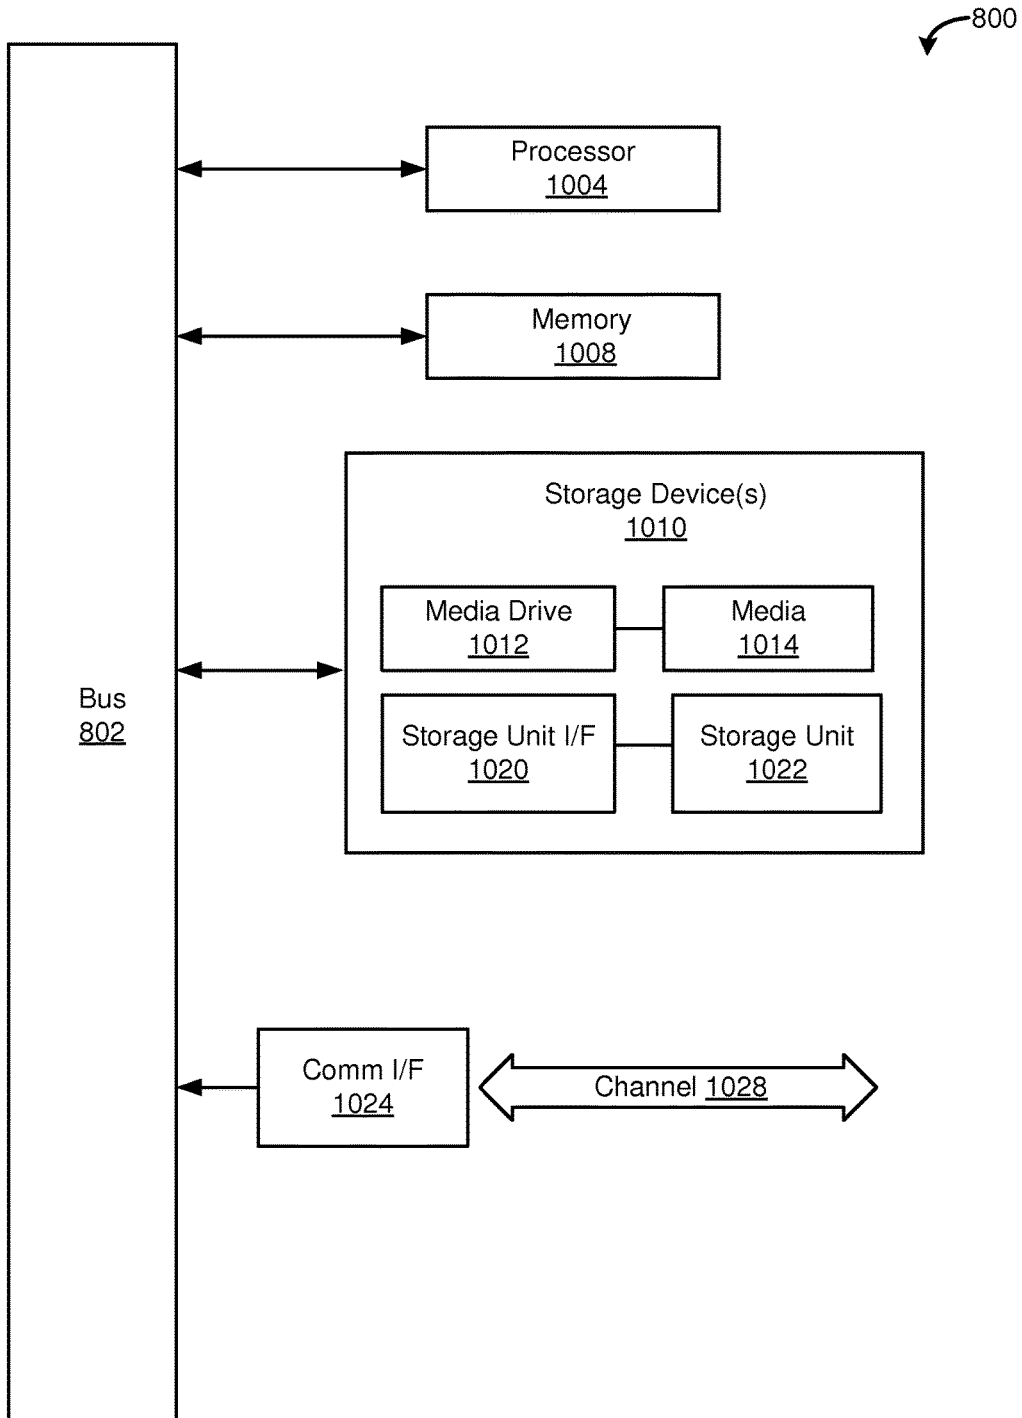 800
Processor
1004
Memory
1008
Storage Device(s)
1010
Media Drive
1012
Media
1014
Bus
802
Storage Unit I/F
1020
Storage Unit
1022
Comm I/F
1024
Channel 1028